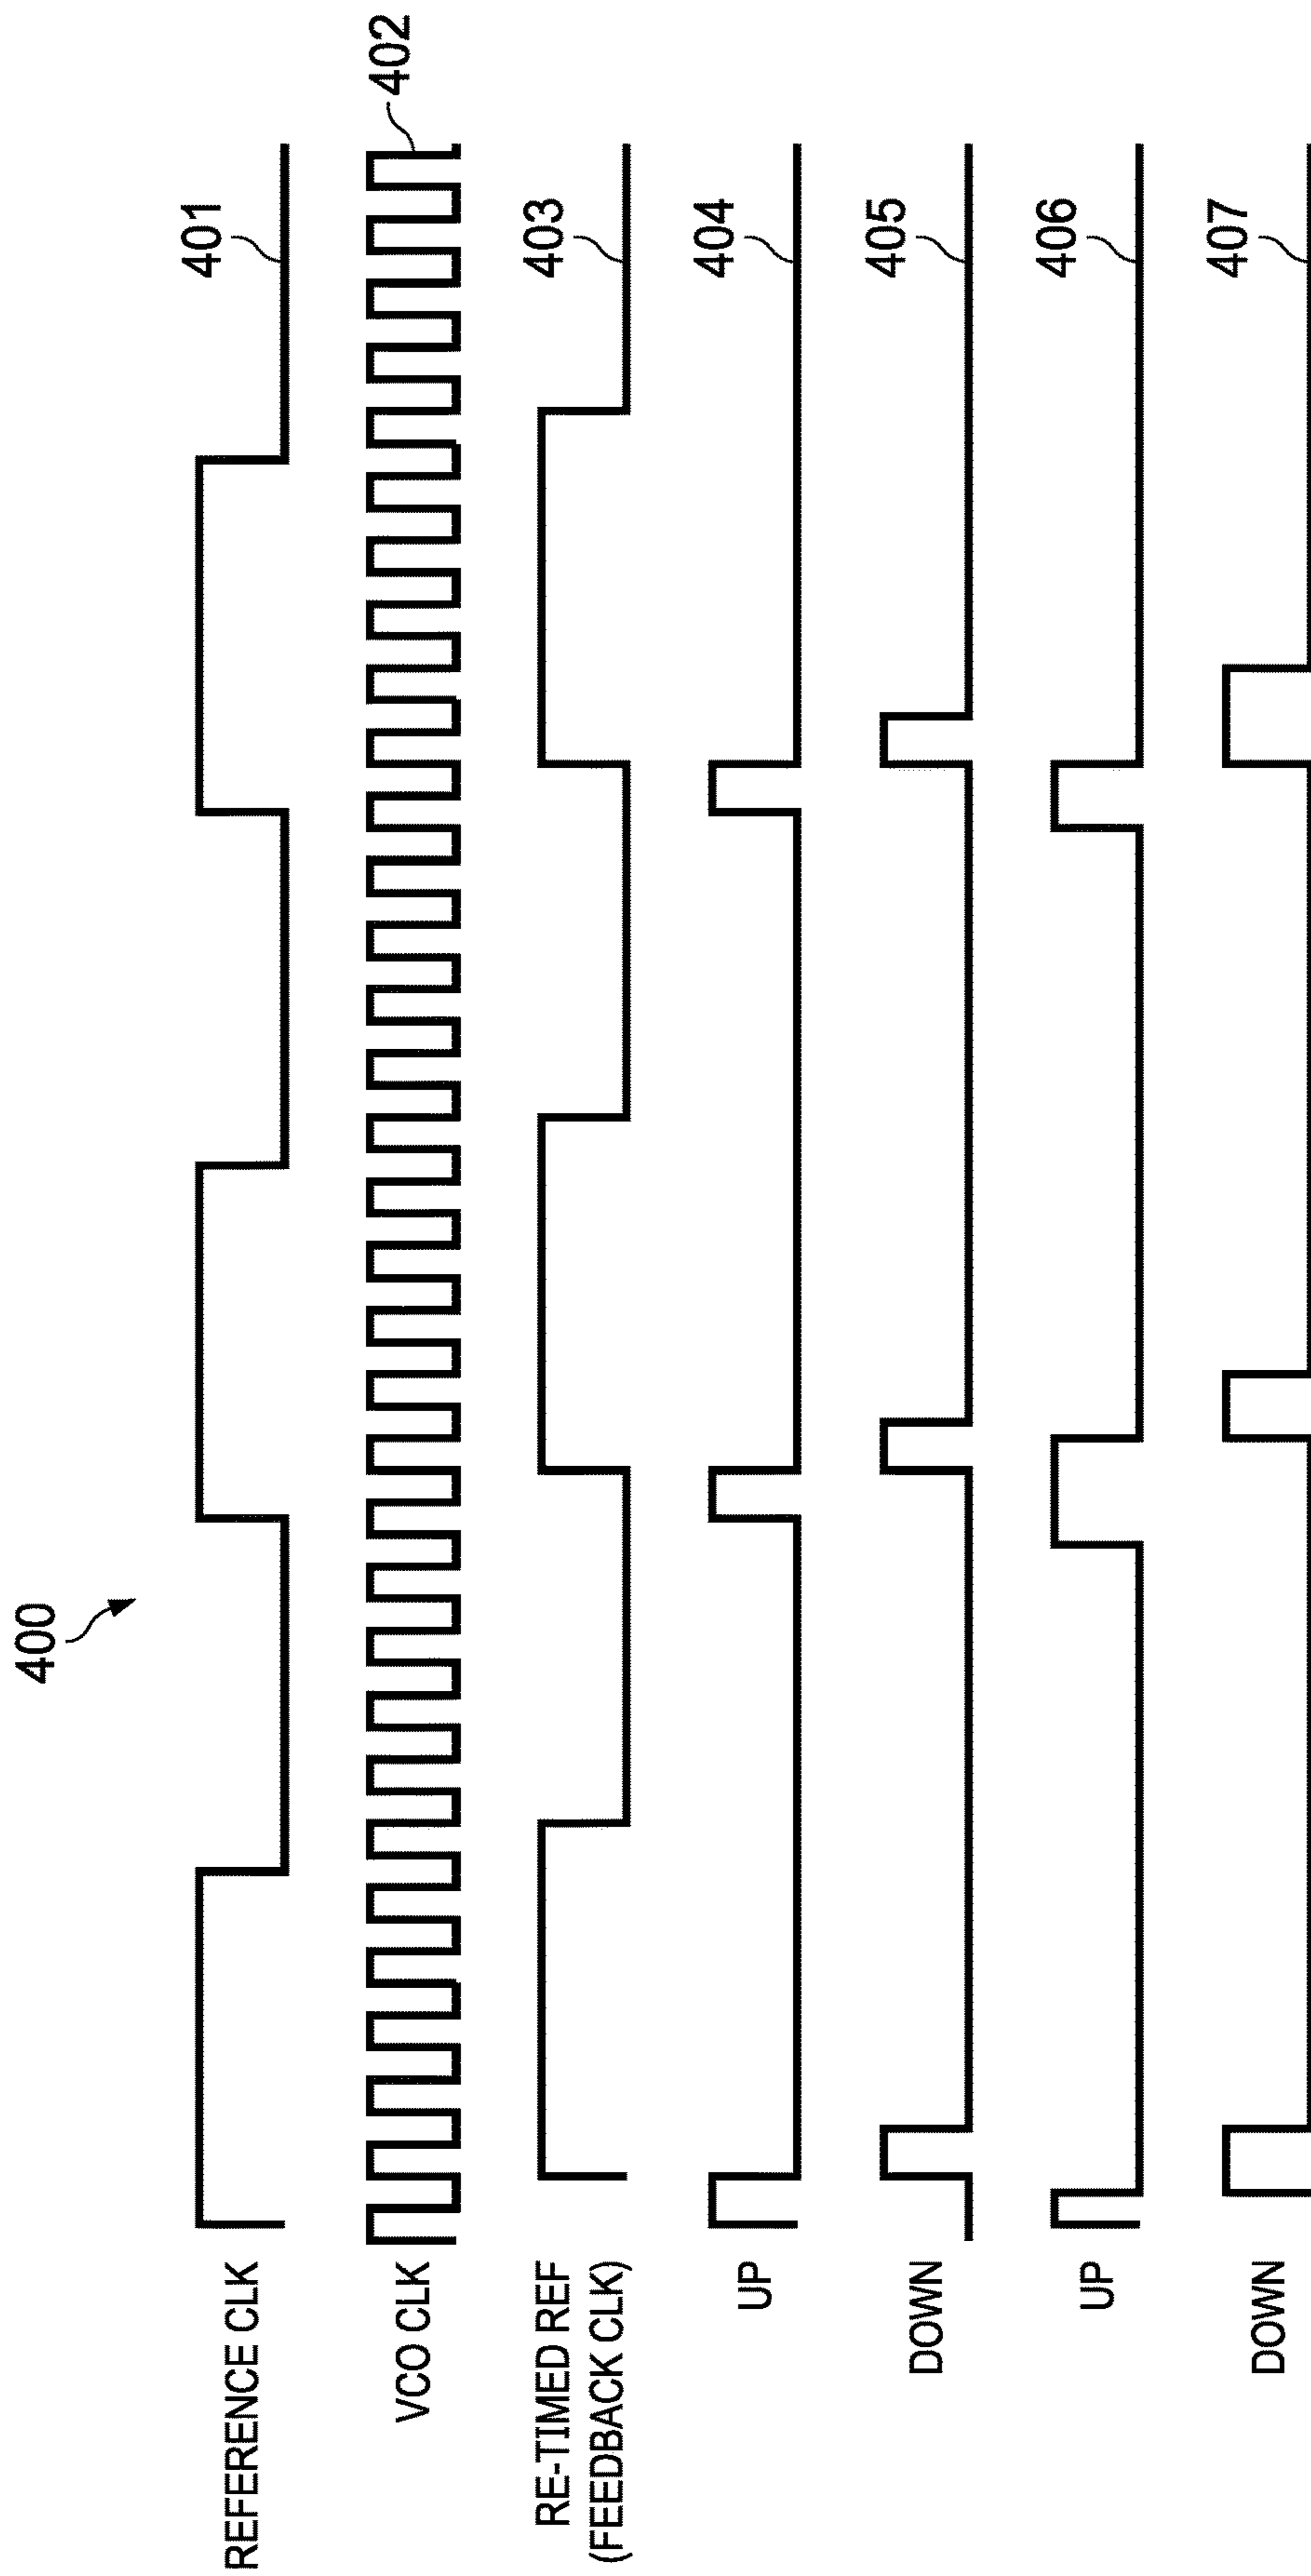 400
REFERENCE CLK
401
VCO CLK
402
RE-TIMED REF
(FEEDBACK CLK)
403
UP
404
DOWN
405
UP
406
DOWN
407